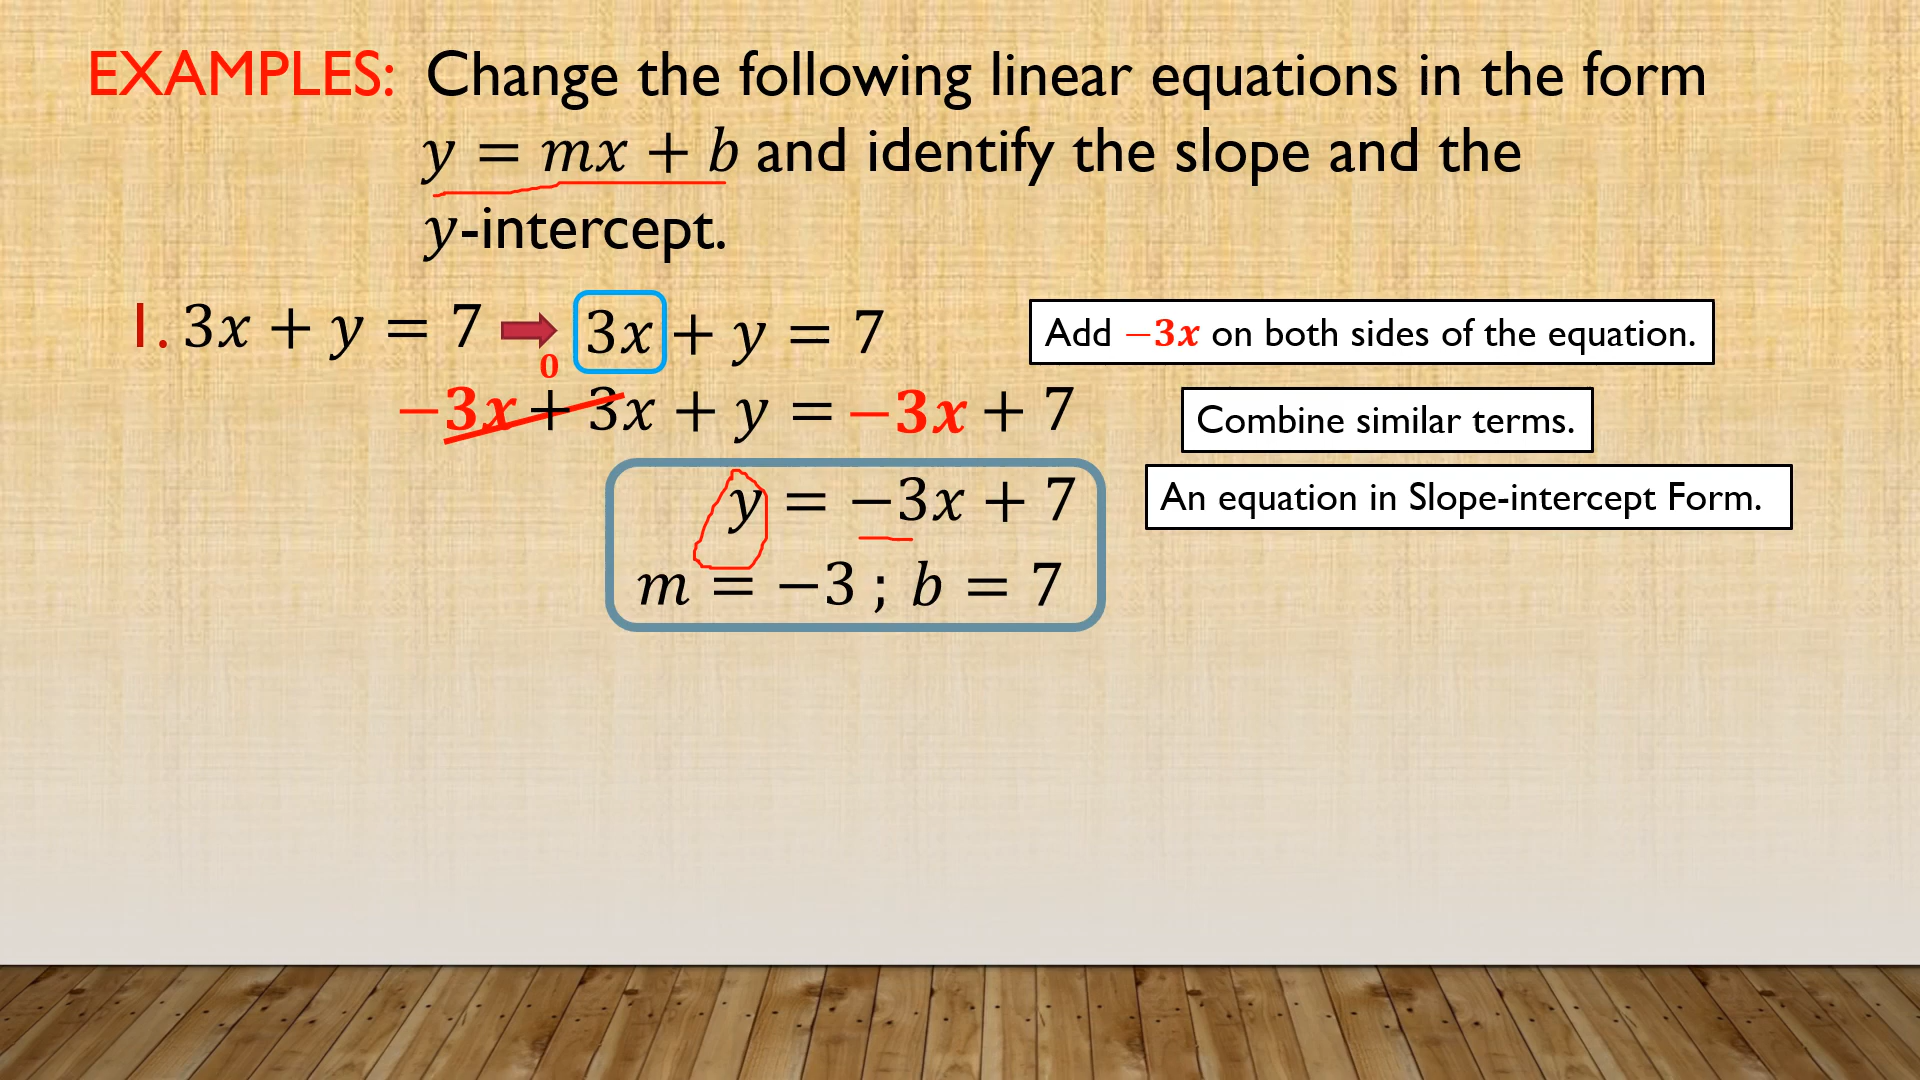 EXAMPLES: Change the following linear equations in the form
y = mx + b and identify the slope and the
y-intercept.
1. 3x + y = 7 ➡ 3x + y = 7
Add −3x on both sides of the equation.
0
−3x + 3x + y = −3x + 7
Combine similar terms.
y = −3x + 7
An equation in Slope-intercept Form.
m = −3 ; b = 7